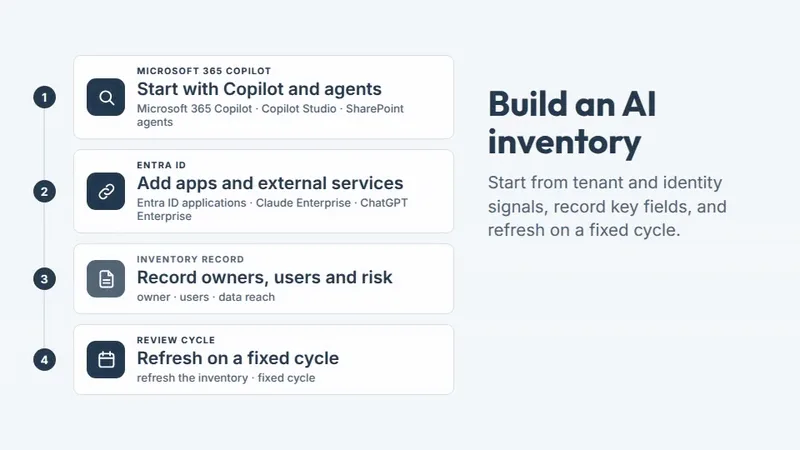 1
MICROSOFT 365 COPILOT
Start with Copilot and agents
Microsoft 365 Copilot · Copilot Studio · SharePoint
agents
2
ENTRA ID
Add apps and external services
Entra ID applications · Claude Enterprise · ChatGPT
Enterprise
3
INVENTORY RECORD
Record owners, users and risk
owner · users · data reach
4
REVIEW CYCLE
Refresh on a fixed cycle
refresh the inventory · fixed cycle
Build an AI
inventory
Start from tenant and identity
signals, record key fields, and
refresh on a fixed cycle.